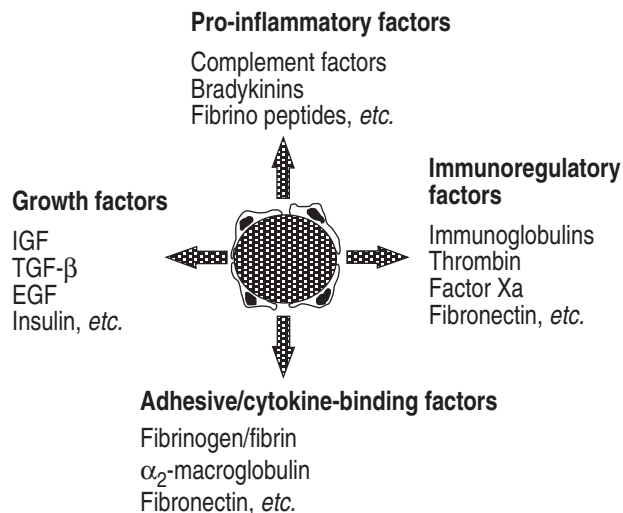 Pro-inflammatory factors
Complement factors
Bradykinins
Fibrino peptides, etc.
Growth factors
IGF
TGF-β
EGF
Insulin, etc.
Immunoregulatory
factors
Immunoglobulins
Thrombin
Factor Xa
Fibronectin, etc.
Adhesive/cytokine-binding factors
Fibrinogen/fibrin
α₂-macroglobulin
Fibronectin, etc.